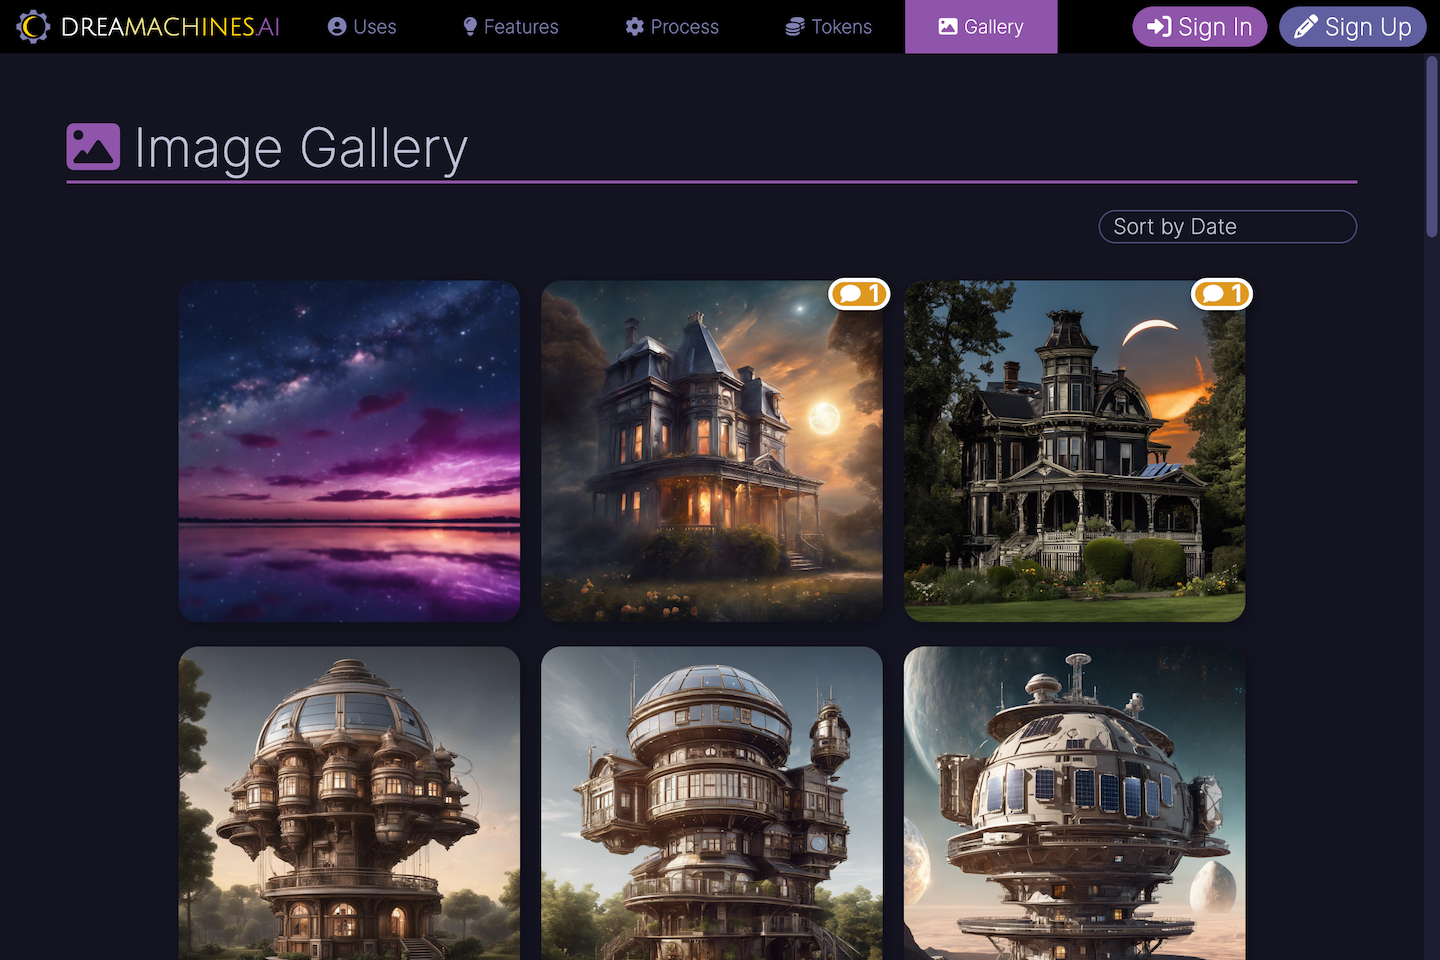 DREAMACHINES.AI
Uses
Features
Process
Tokens
Gallery
Sign In
Sign Up
Image Gallery
Sort by Date
1
1